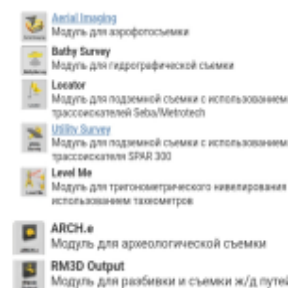 Aerial Imaging
Модуль для аэрофотосъемки
Bathy Survey
Модуль для гидрографической съемки
Locator
Модуль для подземной съемки с использованием
трассоискателей Seba/Metrotech
Utility Survey
Модуль для подземной съемки с использованием
трассоискателя SPAR 300
Level Me
Модуль для тригонометрического нивелирования
использованием тахеометров
ARCH.e
Модуль для археологической съемки
RM3D Output
Модуль для разбивки и съемки ж/д путей